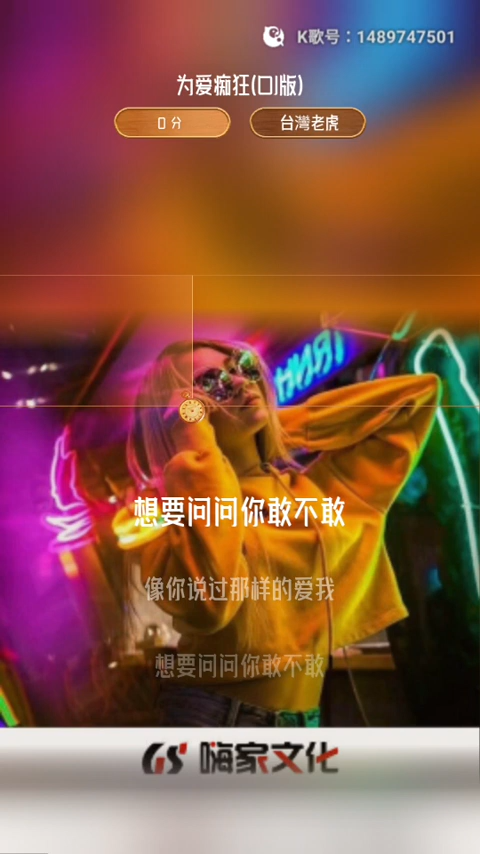 K歌号：1489747501
为爱痴狂(DJ版)
0 分
台灣老虎
想要问问你敢不敢
像你说过那样的爱我
想要问问你敢不敢
GS 嗨家文化